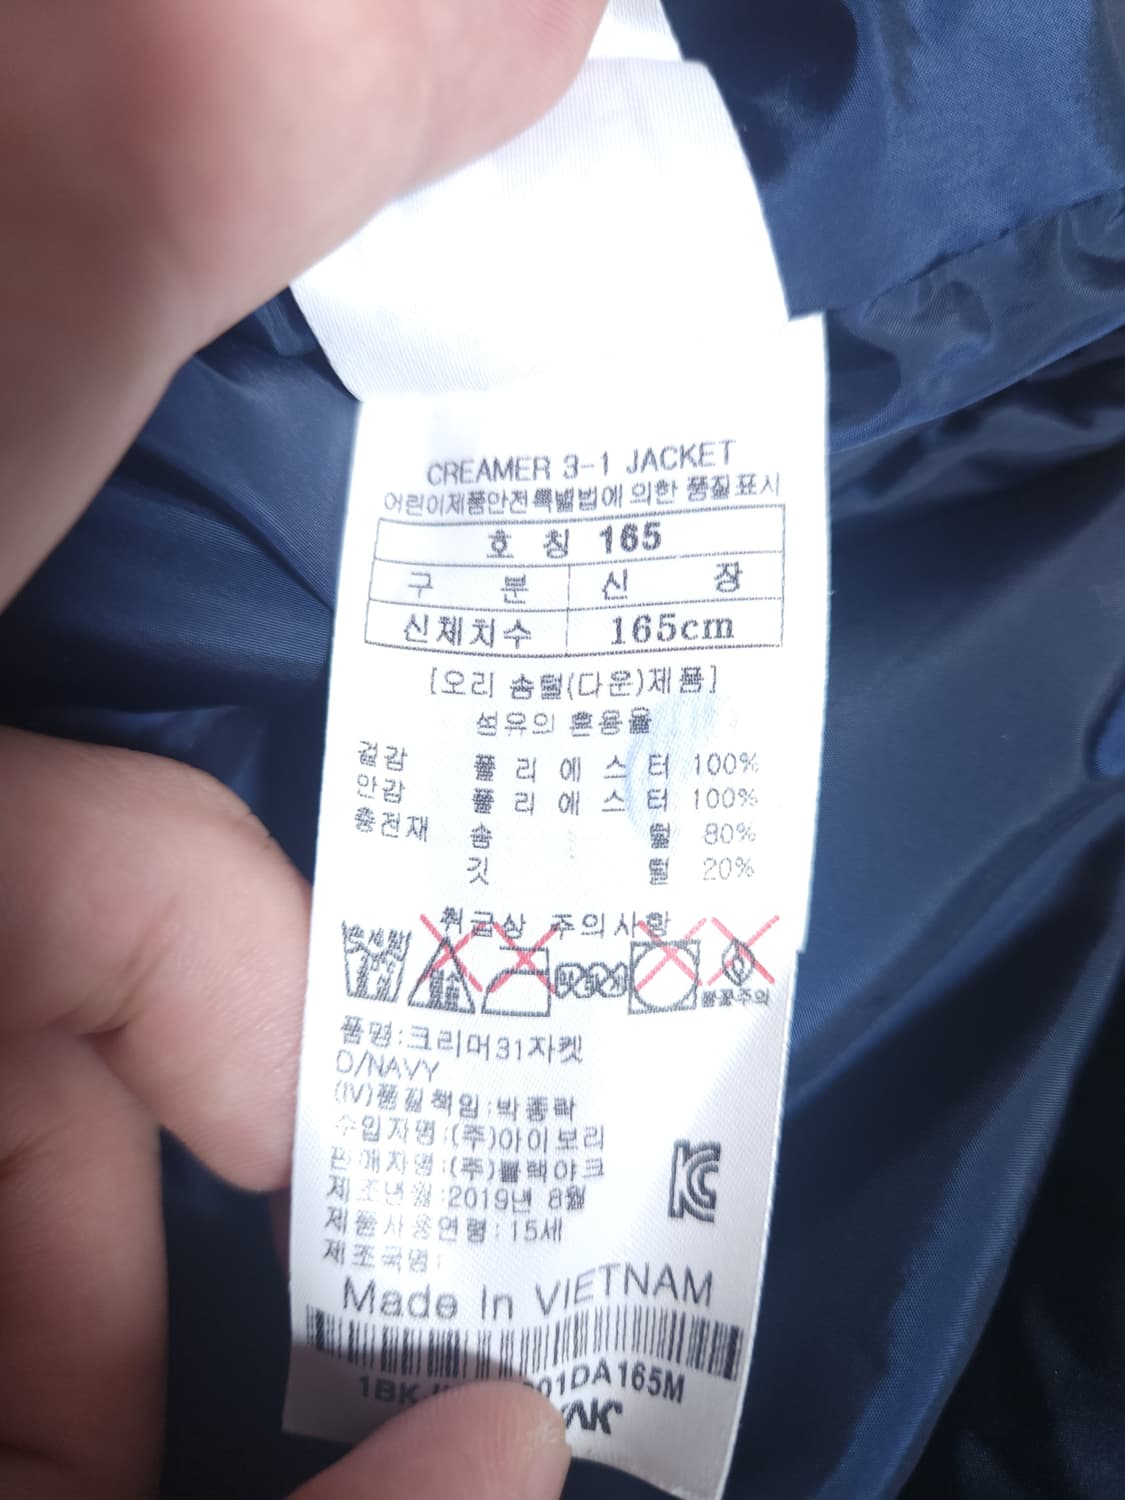 CREAMER 3-1 JACKET
어린이제품안전특별법에 의한 품질표시
호 칭 165
구 분 신 장
신체치수 165cm
[오리 솜털(다운)제품]
섬유의 혼용율
겉감 폴리에스터 100%
안감 폴리에스터 100%
충전재 솜 털 80%
깃 털 20%
취급상 주의사항
불꽃주의
품명:크리머31자켓
D/NAVY
(IV)품질책임:박종락
수입자명:(주)아이보리
판매자명:(주)블랙야크
제조년월:2019년 8월
제품사용연령:15세
제조국명:
Made In VIETNAM
01DA165M